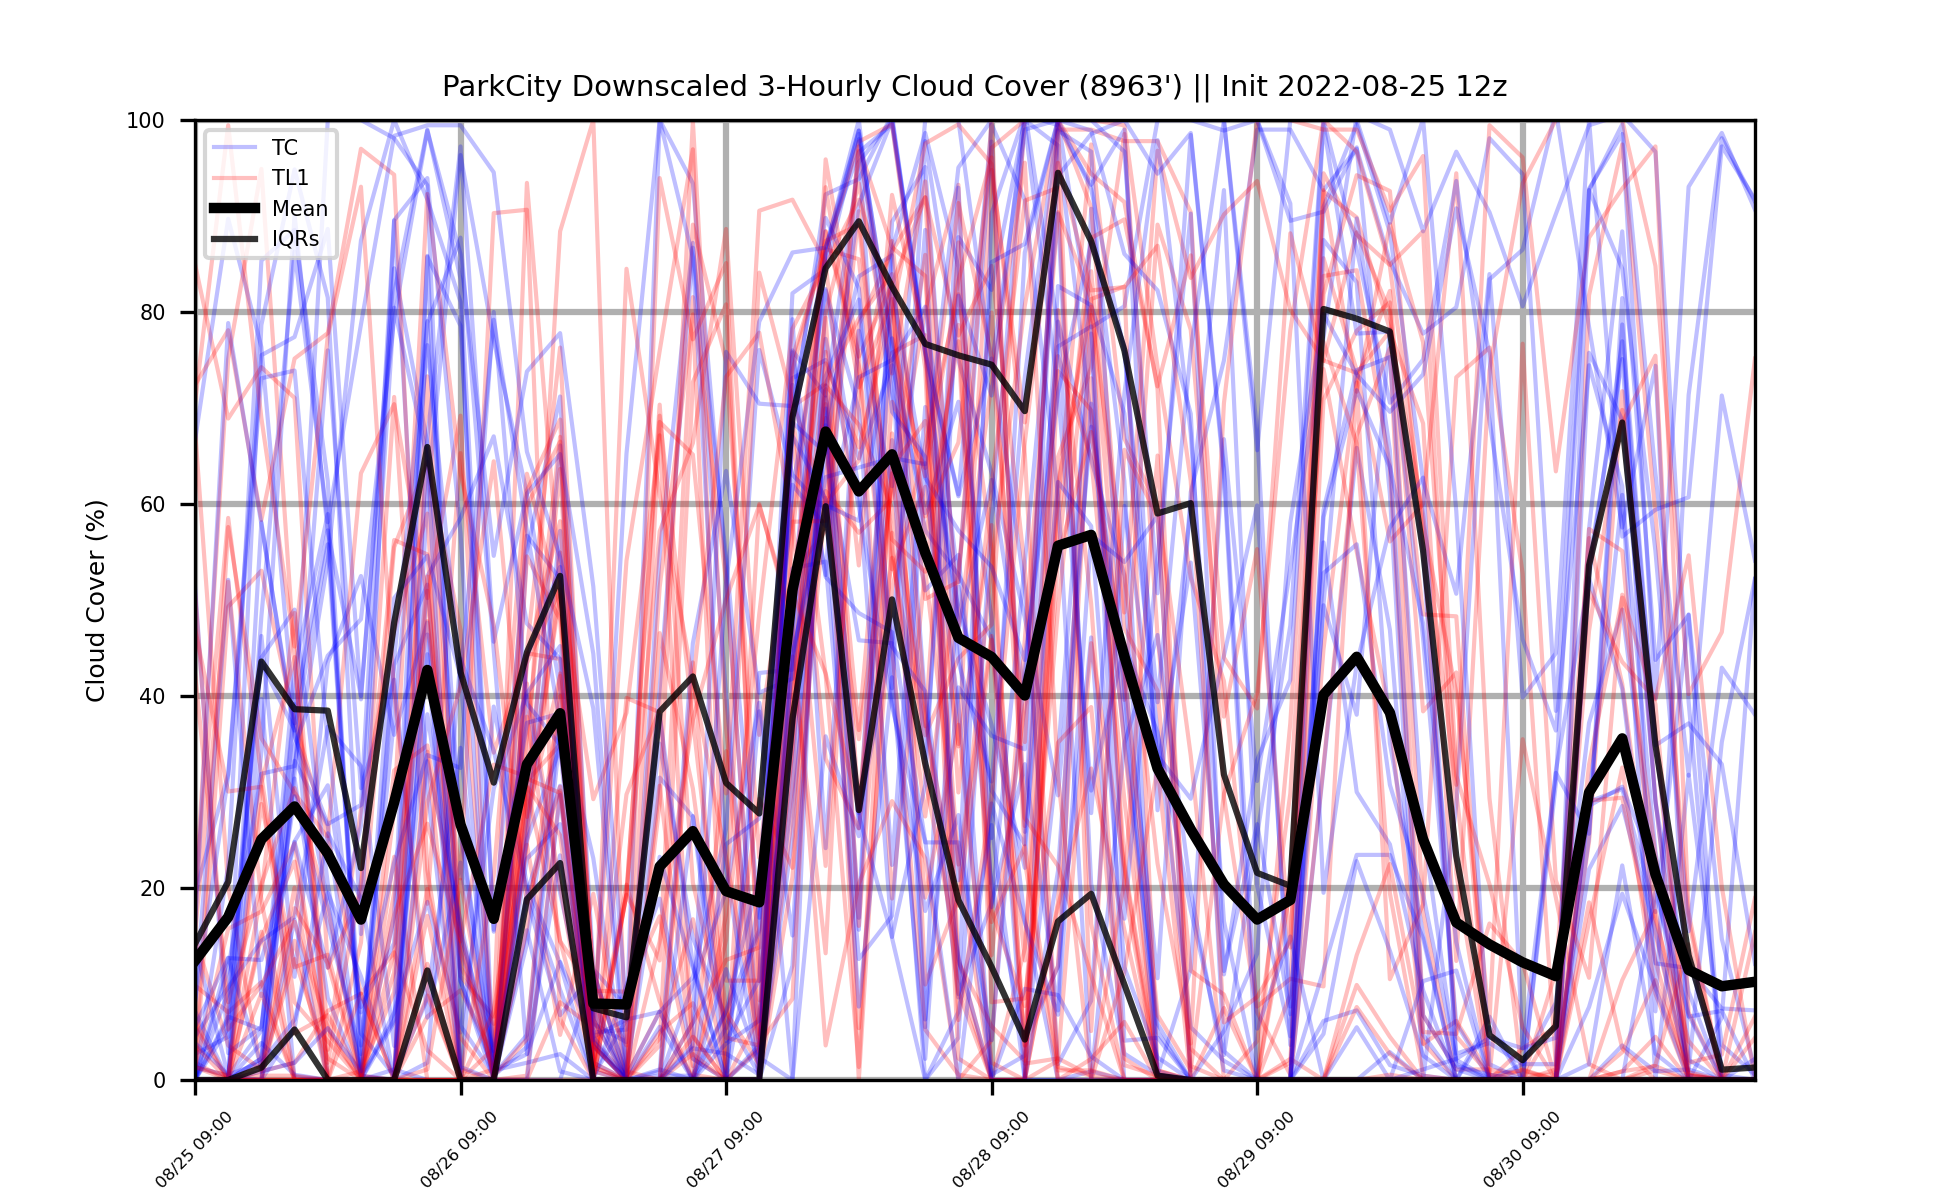 ParkCity Downscaled 3-Hourly Cloud Cover (8963') || Init 2022-08-25 12z
100
80
60
40
20
0
Cloud Cover (%)
TC
TL1
Mean
IQRs
08/25 09:00
08/26 09:00
08/27 09:00
08/28 09:00
08/29 09:00
08/30 09:00